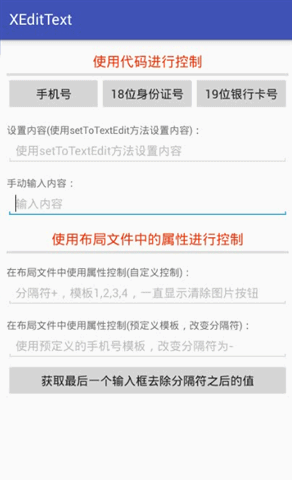 XEditText
使用代码进行控制
手机号 18位身份证号 19位银行卡号
设置内容(使用setToTextEdit方法设置内容)：
使用setToTextEdit方法设置内容
手动输入内容：
输入内容
使用布局文件中的属性进行控制
在布局文件中使用属性控制(自定义控制)：
分隔符+，模板1,2,3,4，一直显示清除图片按钮
在布局文件中使用属性控制(预定义模板，改变分隔符)：
使用预定义的手机号模板，改变分隔符为-
获取最后一个输入框去除分隔符之后的值